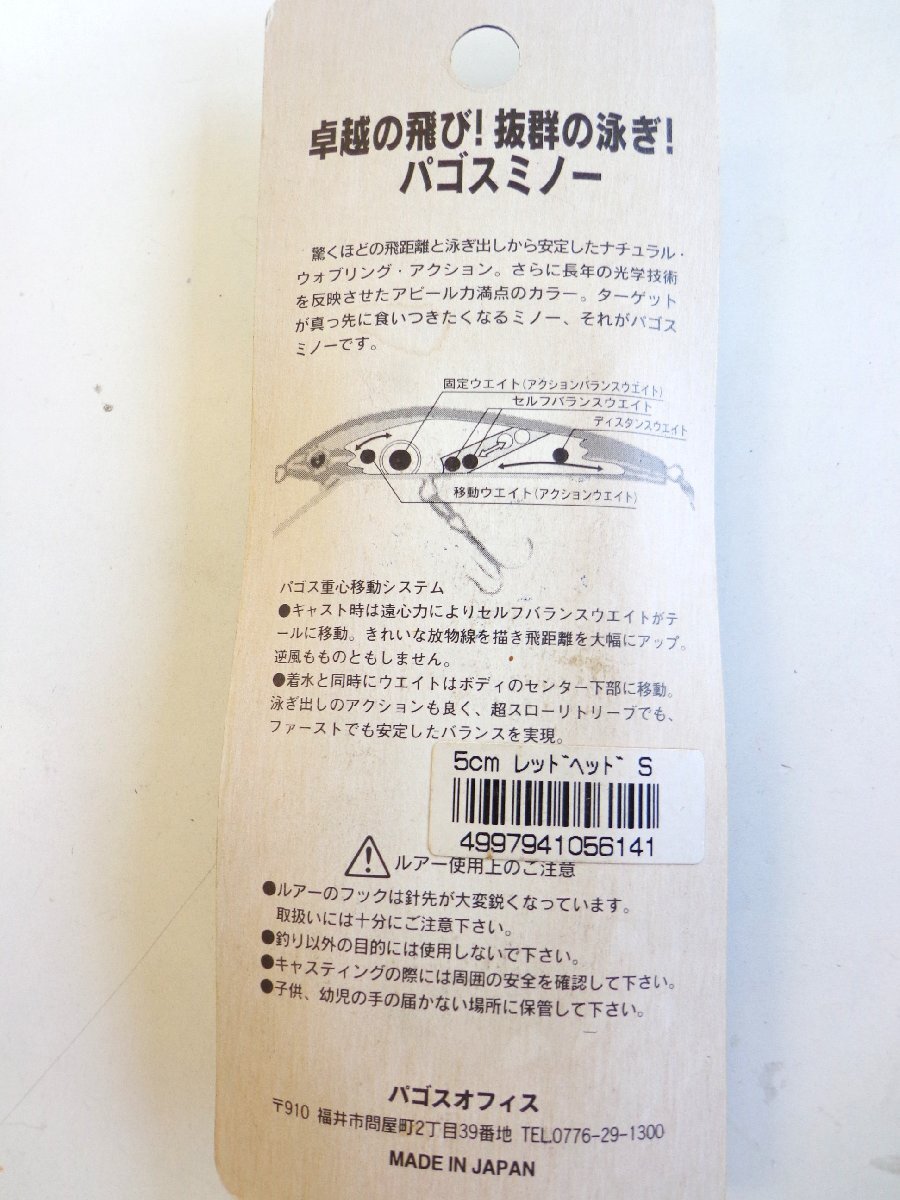 卓越の飛び!抜群の泳ぎ!
パゴスミノー
驚くほどの飛距離と泳ぎ出しから安定したナチュラル・
ウォブリング・アクション。さらに長年の光学技術
を反映させたアピール力満点のカラー。ターゲット
が真っ先に食いつきたくなるミノー、それがパゴス
ミノーです。
固定ウエイト(アクションバランスウエイト)
セルフバランスウエイト
ディスタンスウエイト
移動ウエイト(アクションウエイト)
パゴス重心移動システム
●キャスト時は遠心力によりセルフバランスウエイトがテ
ールに移動。きれいな放物線を描き飛距離を大幅にアップ。
逆風もものともしません。
●着水と同時にウエイトはボディのセンター下部に移動。
泳ぎ出しのアクションも良く、超スローリトリーブでも、
ファーストでも安定したバランスを実現。
5cm レッドヘッド S
4997941056141
ルアー使用上のご注意
●ルアーのフックは針先が大変鋭くなっています。
取扱いには十分にご注意下さい。
●釣り以外の目的には使用しないで下さい。
●キャスティングの際には周囲の安全を確認して下さい。
●子供、幼児の手の届かない場所に保管して下さい。
パゴスオフィス
〒910 福井市問屋町2丁目39番地 TEL.0776-29-1300
MADE IN JAPAN